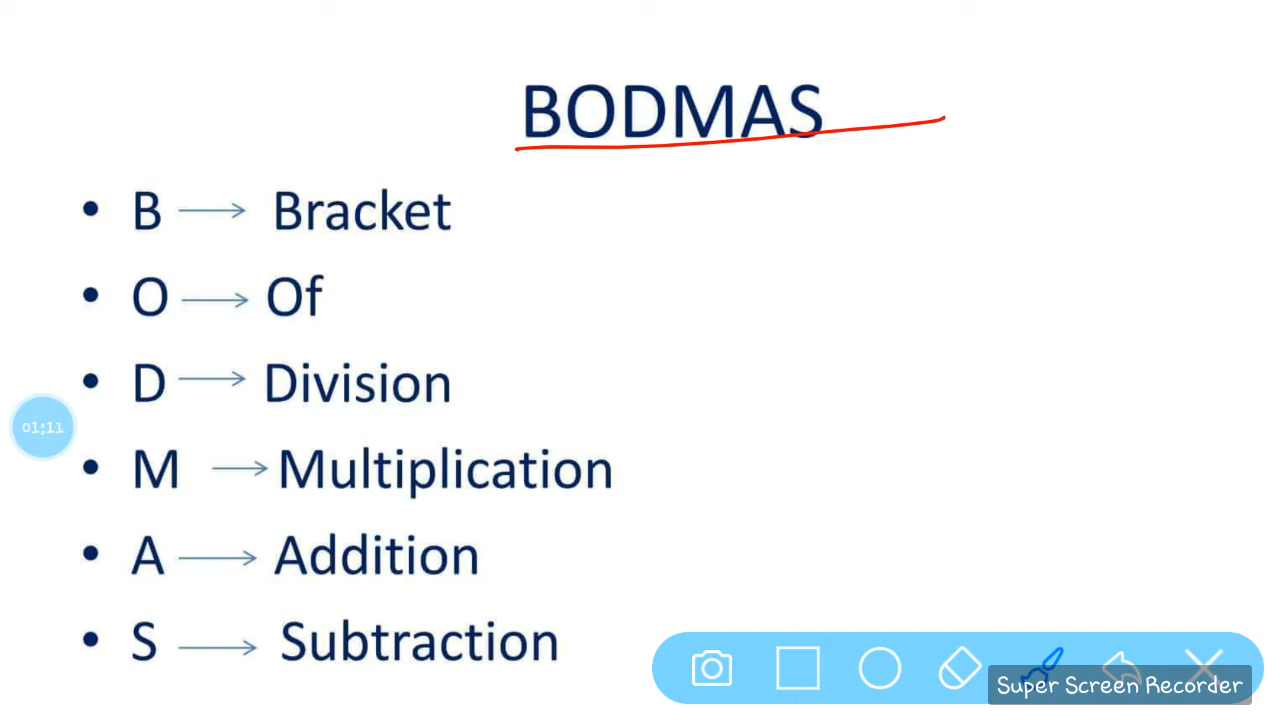 BODMAS
• B → Bracket
• O → Of
• D → Division
• M → Multiplication
• A → Addition
• S → Subtraction
01:11
Super Screen Recorder